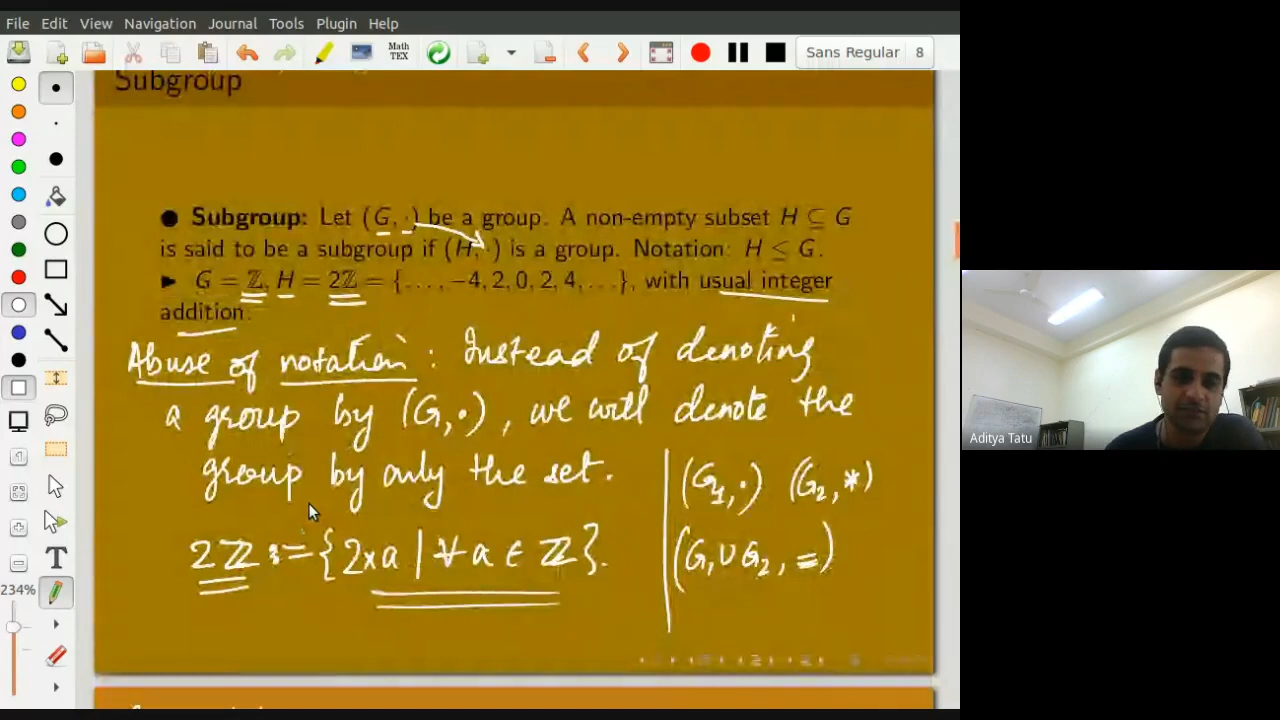 File Edit View Navigation Journal Tools Plugin Help
Math TEX
Sans Regular 8
Subgroup
● Subgroup: Let (G, ·) be a group. A non-empty subset H ⊆ G
is said to be a subgroup if (H, ·) is a group. Notation: H ≤ G.
► G = ℤ, H = 2ℤ = {..., −4, 2, 0, 2, 4, ...}, with usual integer
addition.
Abuse of notation : Instead of denoting
a group by (G, ·), we will denote the
group by only the set.
(G₁, ·) (G₂, *)
2ℤ := {2×a | ∀ a ∈ ℤ}.
(G₁ ∪ G₂, =)
234%
Aditya Tatu